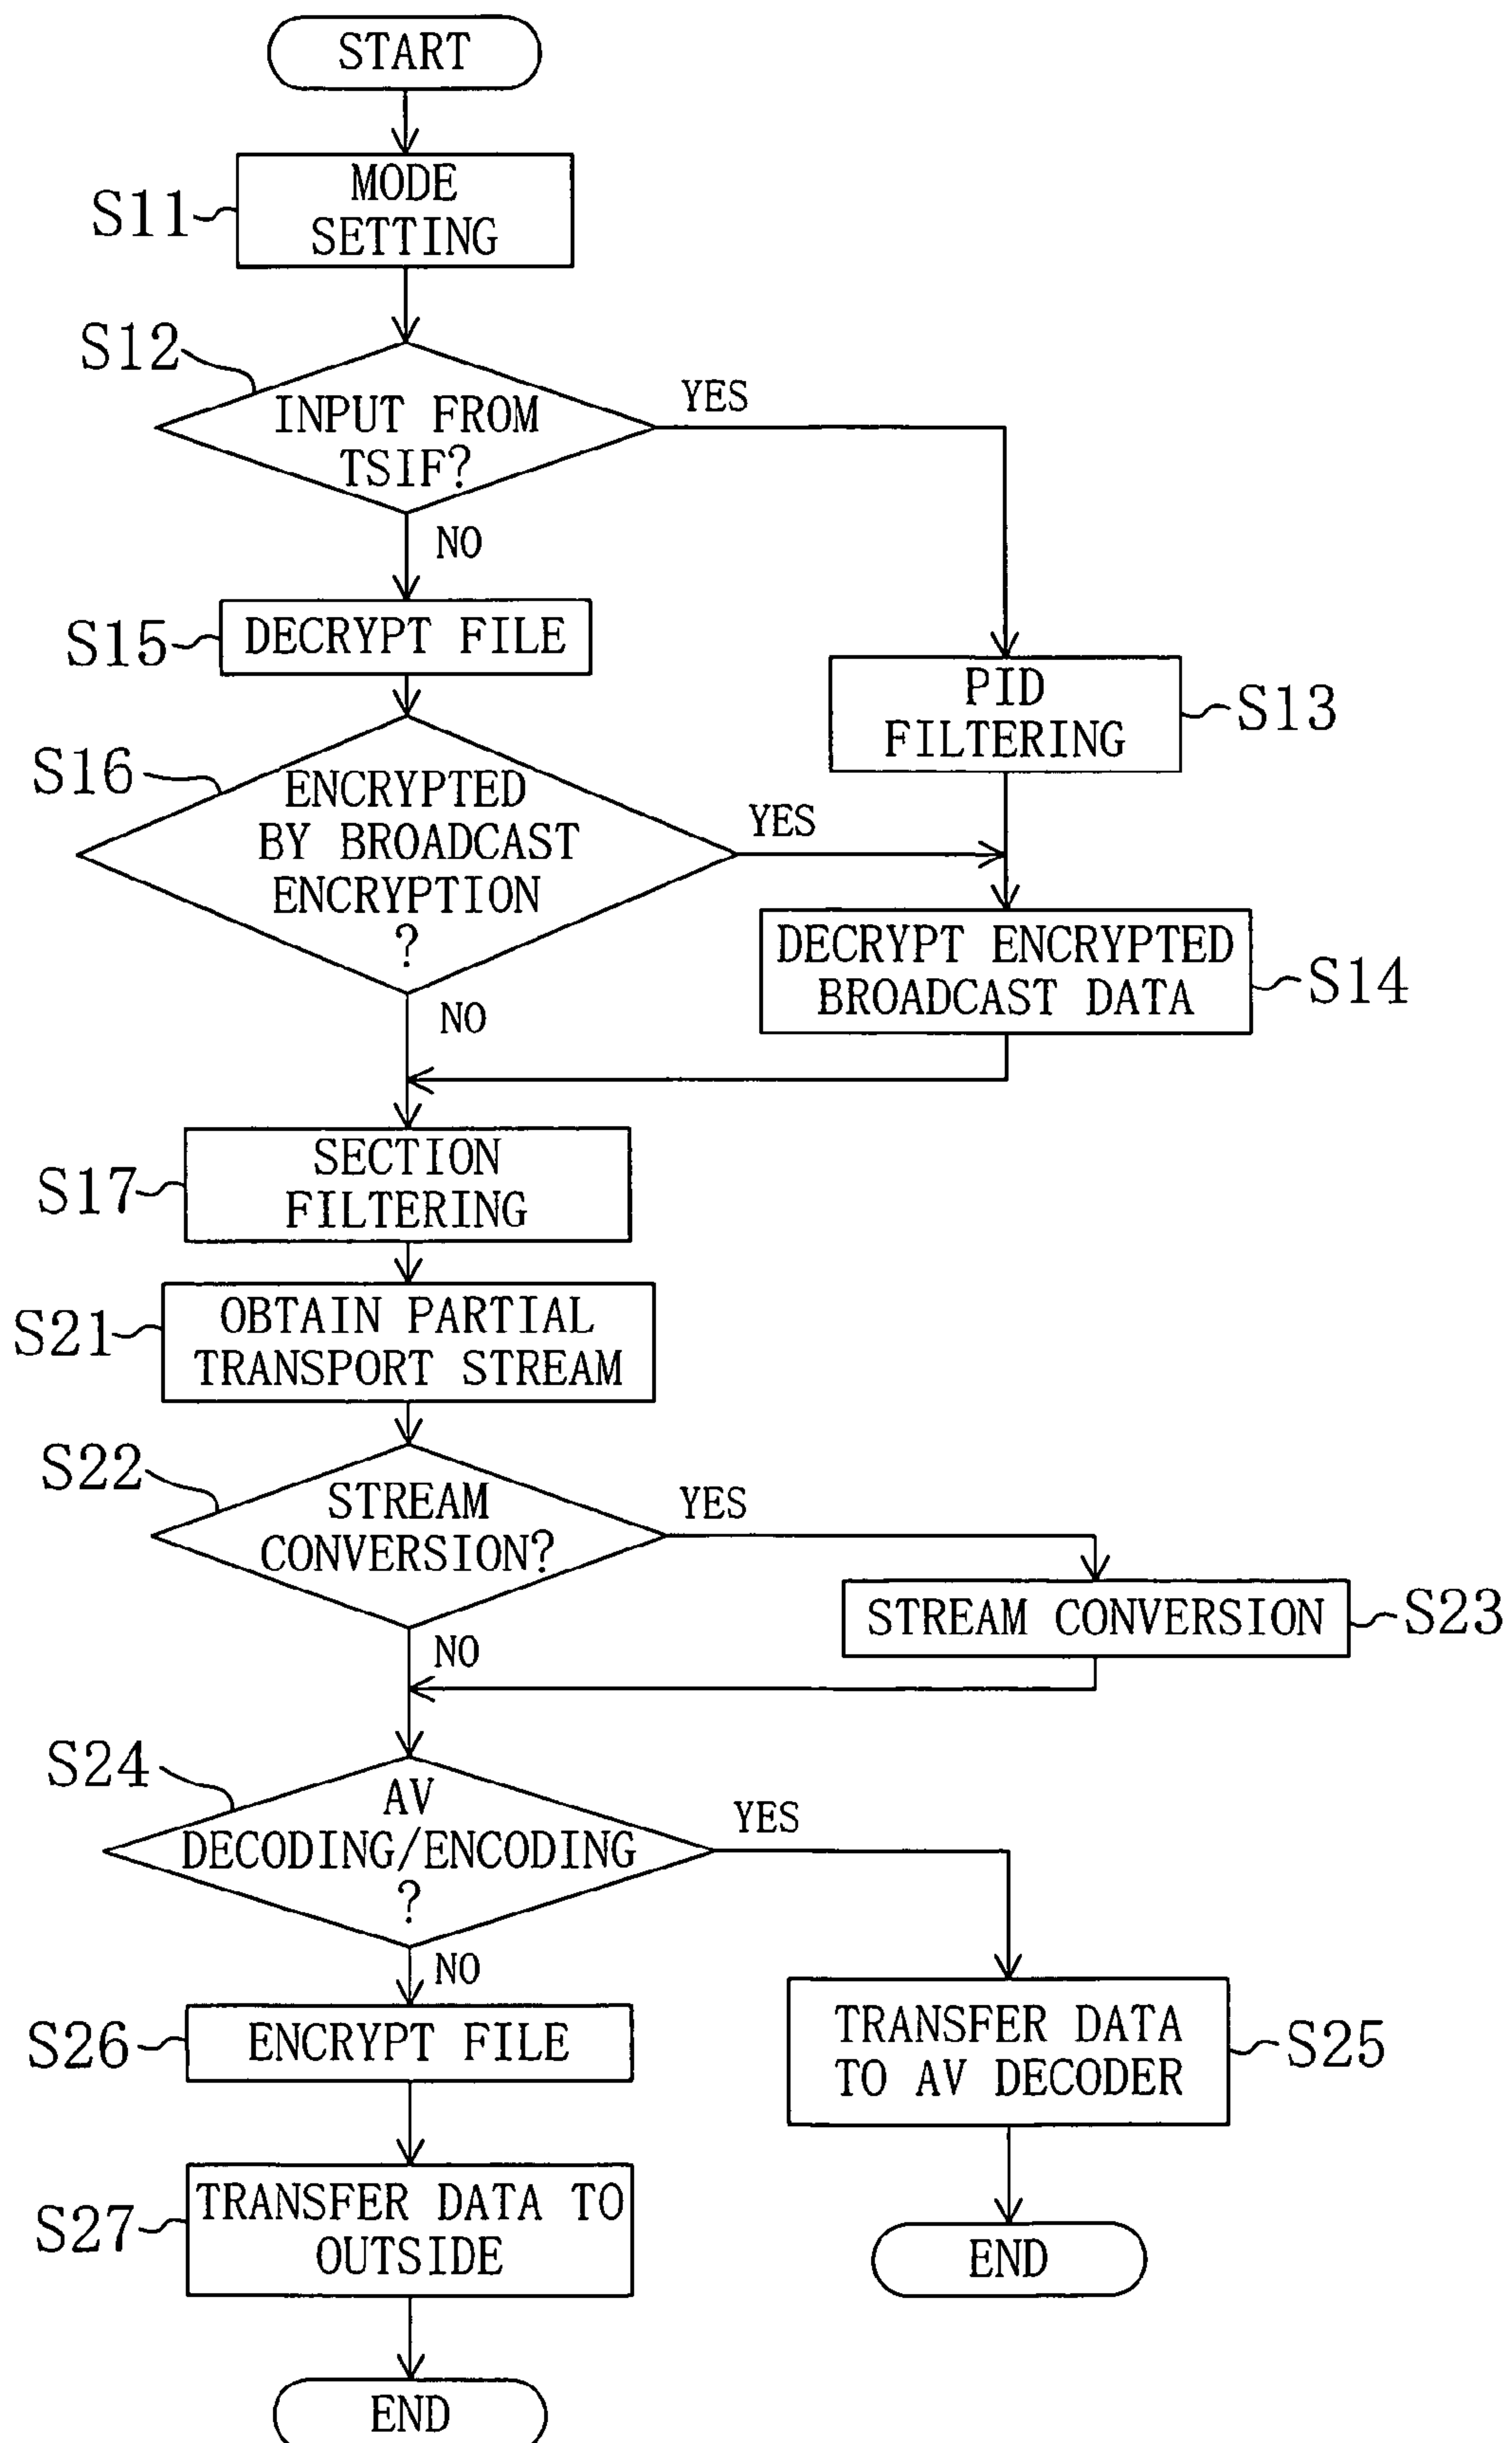 START
S11
MODE
SETTING
S12
INPUT FROM
TSIF?
YES
NO
S15
DECRYPT FILE
PID
FILTERING
S13
S16
ENCRYPTED
BY BROADCAST
ENCRYPTION
?
YES
NO
DECRYPT ENCRYPTED
BROADCAST DATA
S14
S17
SECTION
FILTERING
S21
OBTAIN PARTIAL
TRANSPORT STREAM
S22
STREAM
CONVERSION?
YES
NO
STREAM CONVERSION
S23
S24
AV
DECODING/ENCODING
?
YES
NO
S26
ENCRYPT FILE
TRANSFER DATA
TO AV DECODER
S25
S27
TRANSFER DATA TO
OUTSIDE
END
END